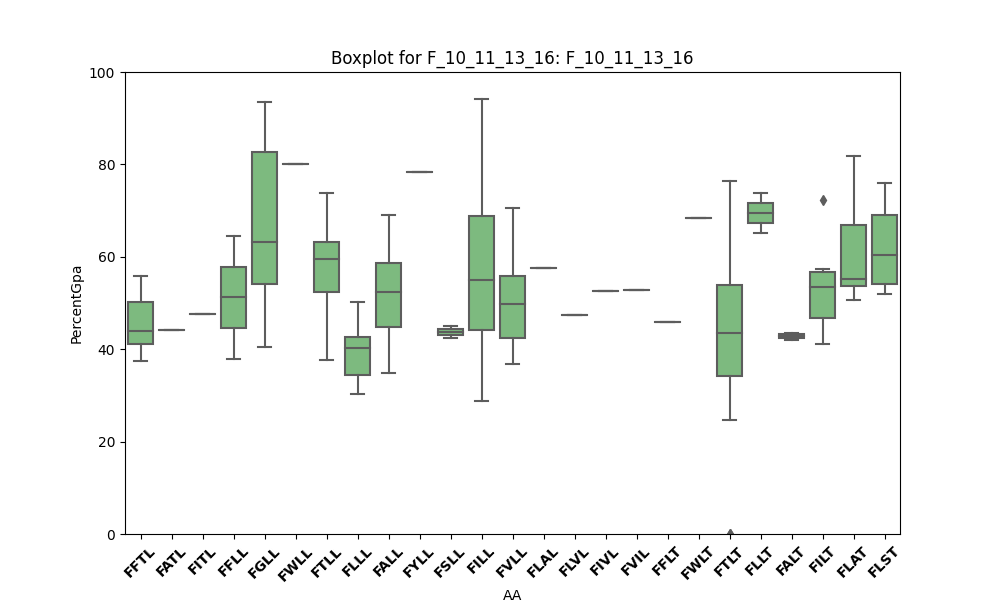 Boxplot for F_10_11_13_16: F_10_11_13_16
100
80
60
40
20
0
PercentGpa
FFTL FATL FITL FFLL FGLL FWLL FTLL FLLL FALL FYLL FSLL FILL FVLL FLAL FLVL FIVL FVIL FFLT FWLT FTLT FLLT FALT FILT FLAT FLST
AA